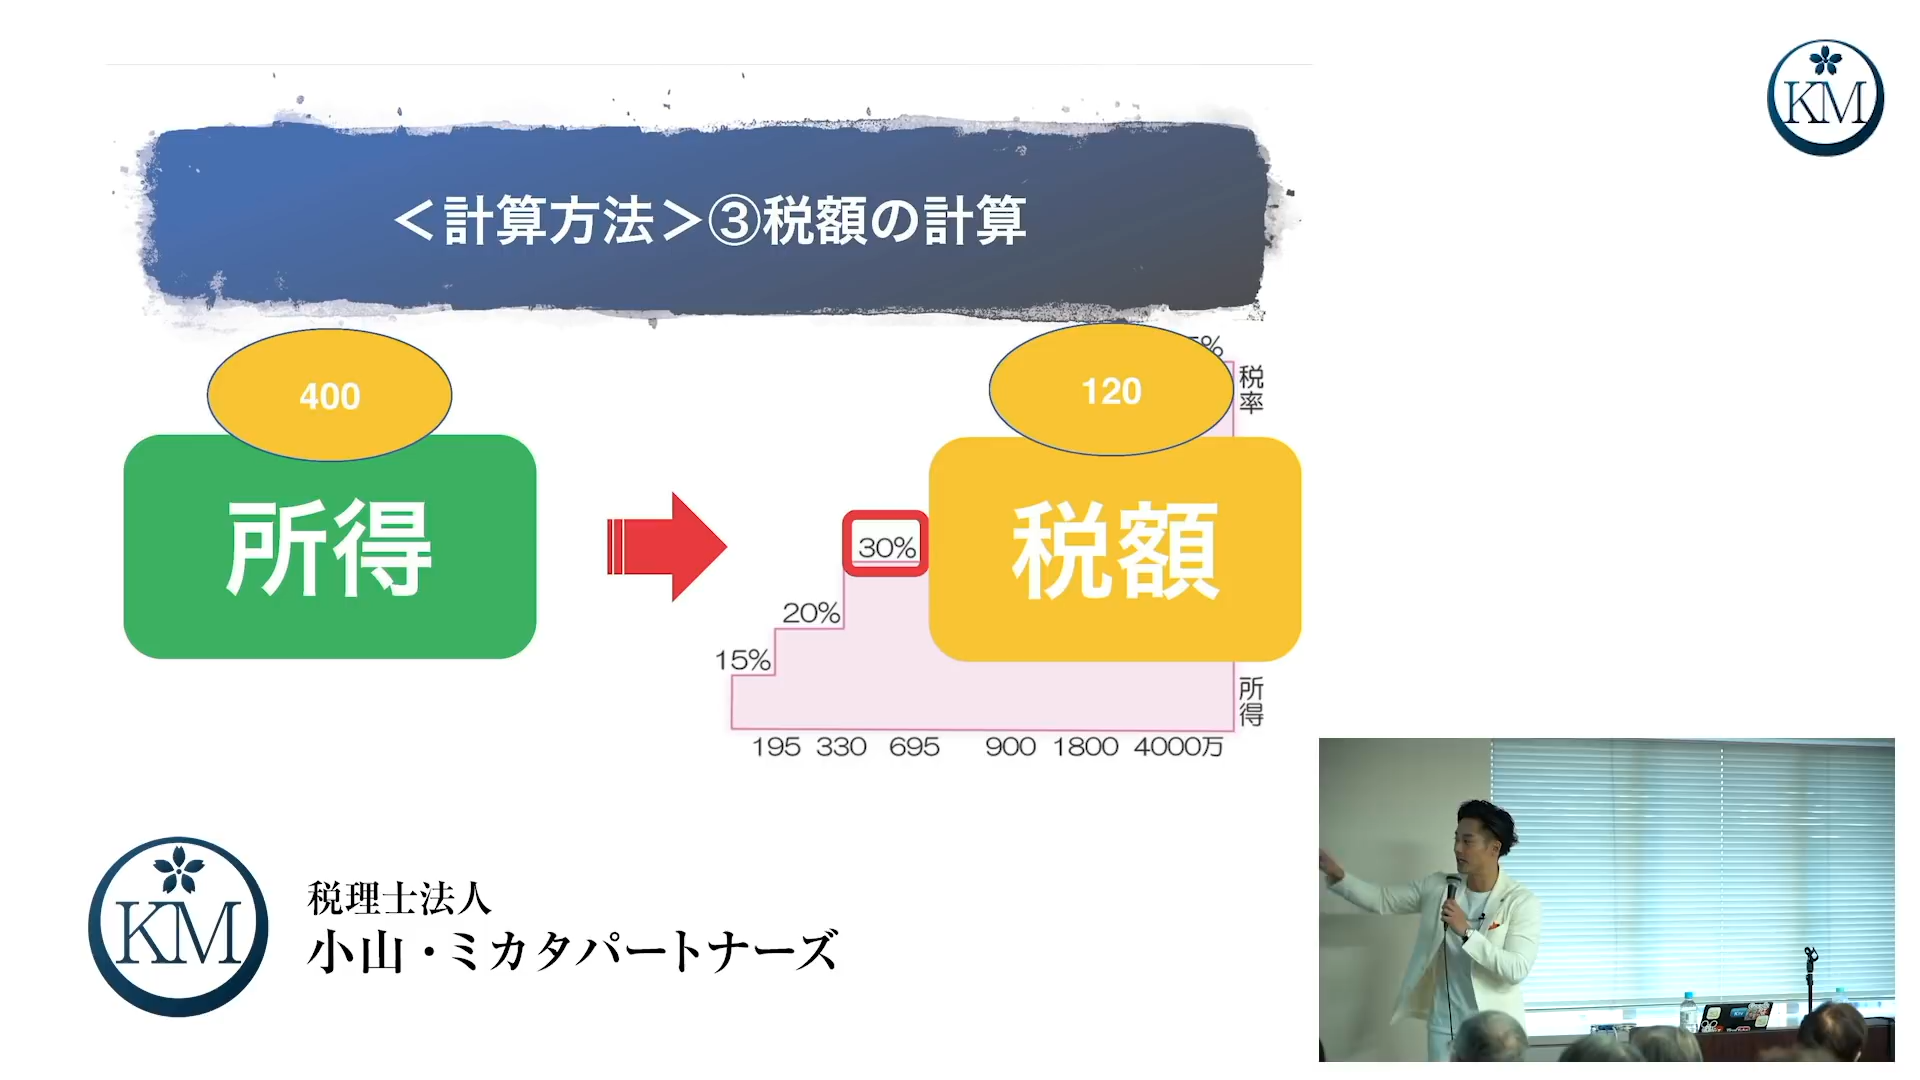 KM
＜計算方法＞③税額の計算
400
120
5%
税率
所得
税額
30%
20%
15%
所得
195 330 695 900 1800 4000万
KM
税理士法人
小山・ミカタパートナーズ